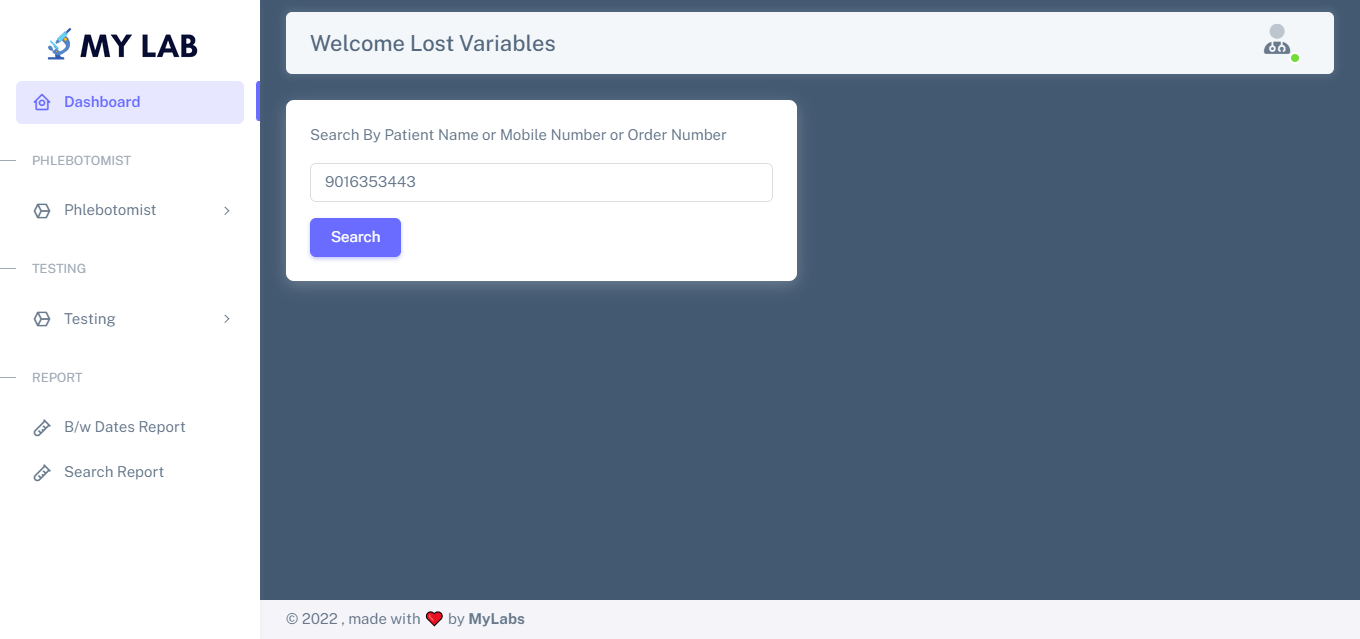 MY LAB
Dashboard
PHLEBOTOMIST
Phlebotomist
TESTING
Testing
REPORT
B/w Dates Report
Search Report
Welcome Lost Variables
Search By Patient Name or Mobile Number or Order Number
9016353443
Search
© 2022 , made with ❤️ by MyLabs